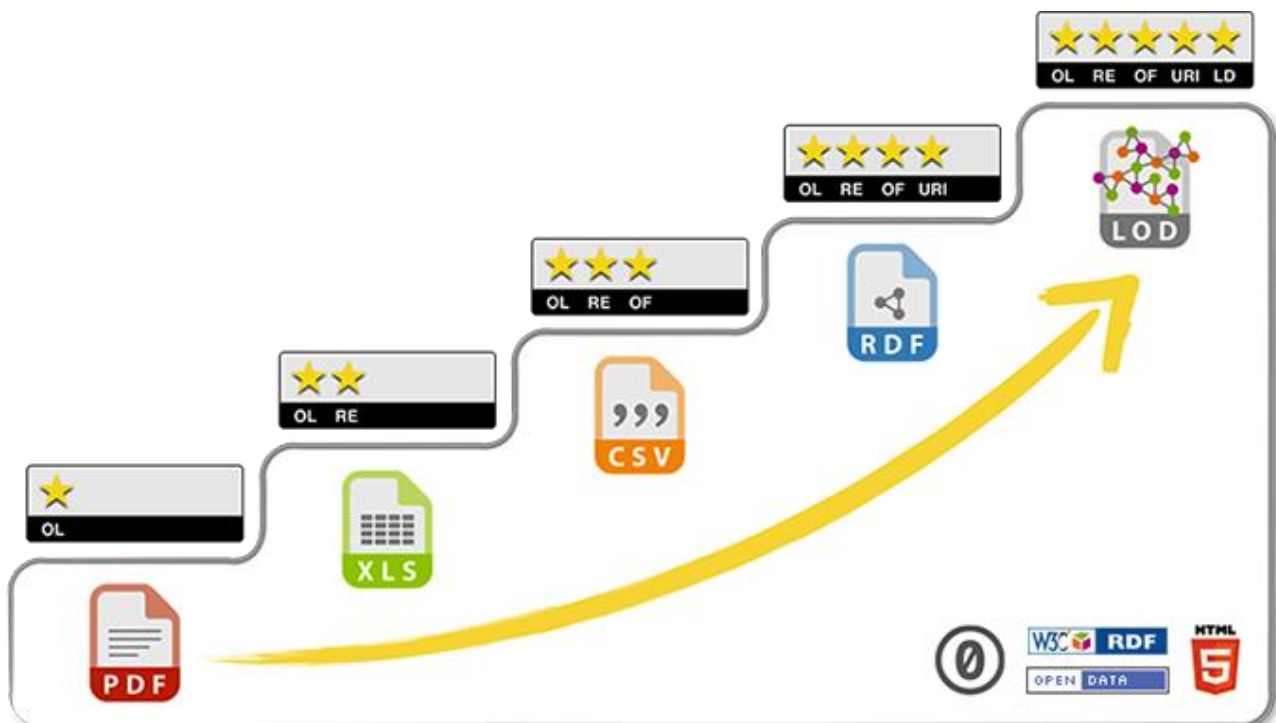 OL RE OF URI LD
LOD
OL RE OF URI
RDF
OL RE OF
CSV
OL RE
XLS
OL
PDF
0
W3C RDF
OPEN DATA
HTML
5